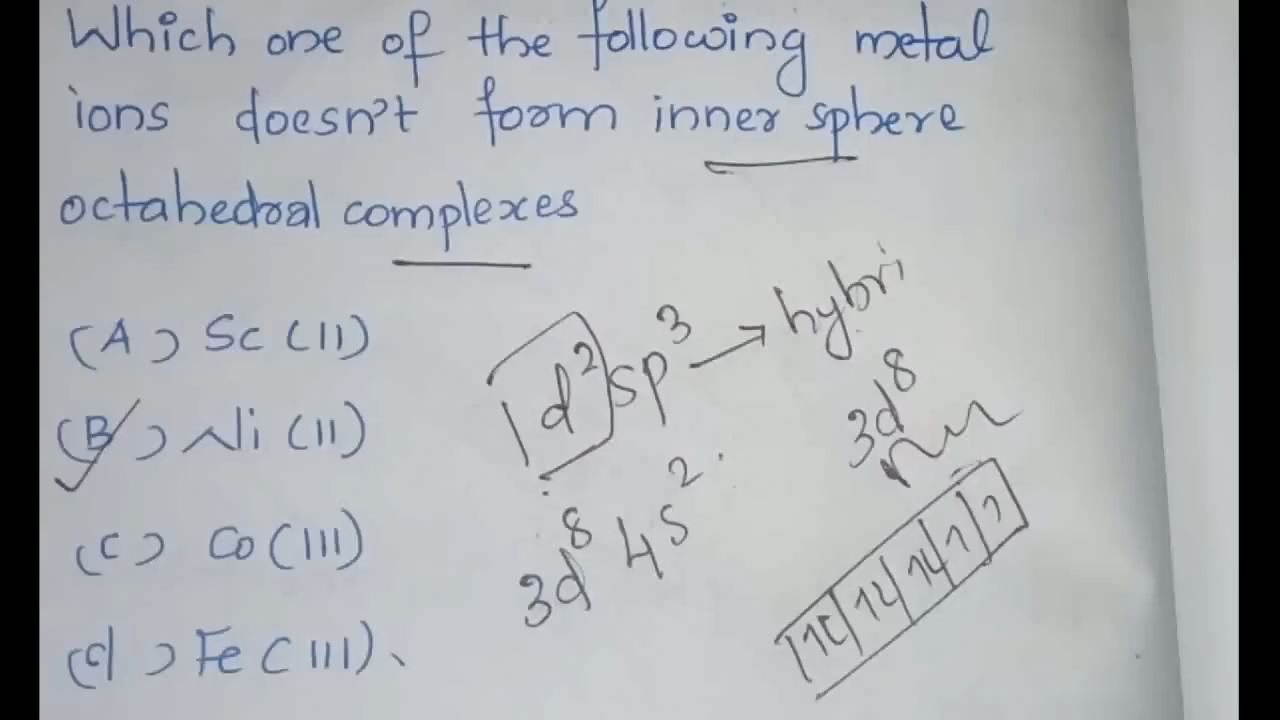 Which one of the following metal
ions doesn't form inner sphere
octahedral complexes
(A) Sc (II)
(B) Ni (II)
(C) Co (III)
(d) Fe (III).
d²sp³ → hybri
3d⁸ 4s²
3d⁸